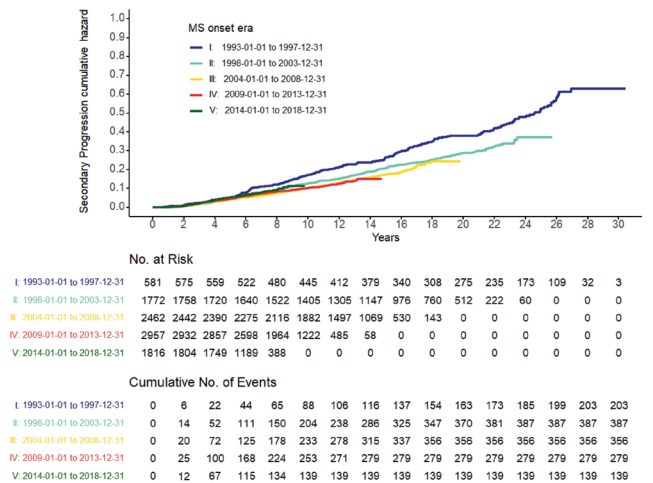 MS onset era
I: 1993-01-01 to 1997-12-31
II: 1998-01-01 to 2003-12-31
III: 2004-01-01 to 2008-12-31
IV: 2009-01-01 to 2013-12-31
V: 2014-01-01 to 2018-12-31
Secondary Progression cumulative hazard
1.0
0.9
0.8
0.7
0.6
0.5
0.4
0.3
0.2
0.1
0.0
0 2 4 6 8 10 12 14 16 18 20 22 24 26 28 30
Years
No. at Risk
I: 1993-01-01 to 1997-12-31 581 575 559 522 480 445 412 379 340 308 275 235 173 109 32 3
II: 1998-01-01 to 2003-12-31 1772 1758 1720 1640 1522 1405 1305 1147 976 760 512 222 60 0 0 0
III: 2004-01-01 to 2008-12-31 2462 2442 2390 2275 2116 1882 1497 1069 530 143 0 0 0 0 0 0
IV: 2009-01-01 to 2013-12-31 2957 2932 2857 2598 1964 1222 485 58 0 0 0 0 0 0 0 0
V: 2014-01-01 to 2018-12-31 1816 1804 1749 1189 388 0 0 0 0 0 0 0 0 0 0 0
Cumulative No. of Events
I: 1993-01-01 to 1997-12-31 0 6 22 44 65 88 106 116 137 154 163 173 185 199 203 203
II: 1998-01-01 to 2003-12-31 0 14 52 111 150 204 238 286 325 347 370 381 387 387 387 387
III: 2004-01-01 to 2008-12-31 0 20 72 125 178 233 278 315 337 356 356 356 356 356 356 356
IV: 2009-01-01 to 2013-12-31 0 25 100 168 224 253 271 279 279 279 279 279 279 279 279 279
V: 2014-01-01 to 2018-12-31 0 12 67 115 134 139 139 139 139 139 139 139 139 139 139 139